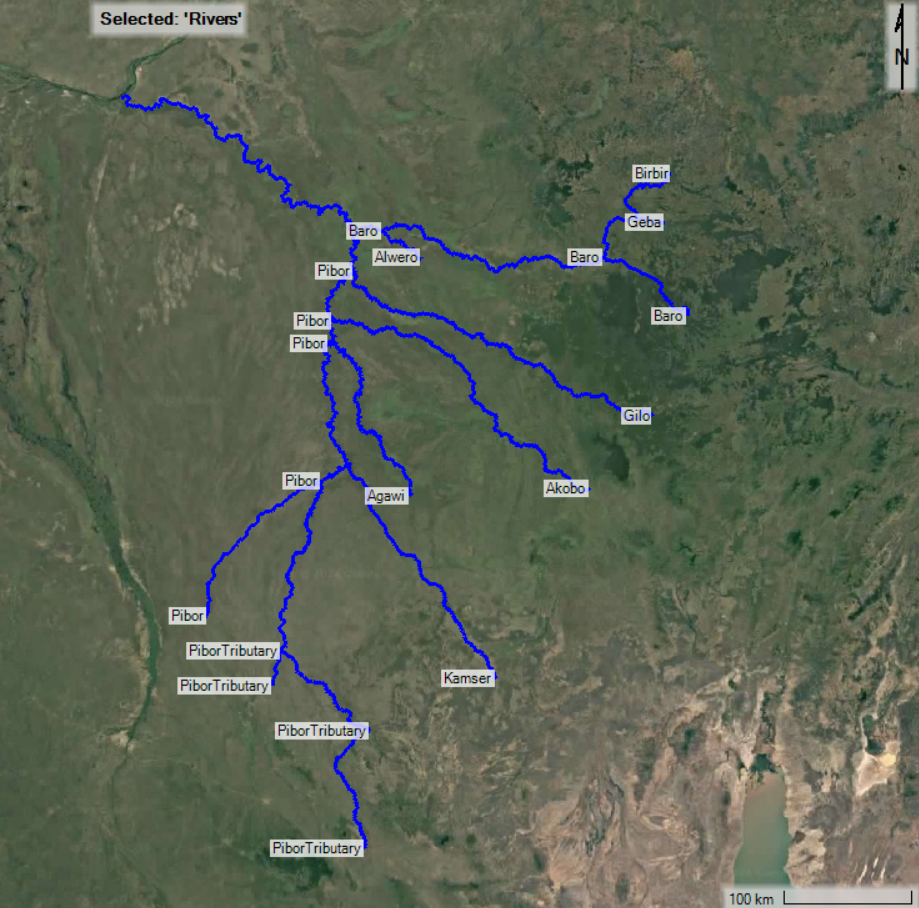 Selected: 'Rivers'
N
Birbir
Geba
Baro
Baro
Alwero
Pibor
Baro
Pibor
Pibor
Gilo
Pibor
Akobo
Agawi
Pibor
PiborTributary
Kamser
PiborTributary
PiborTributary
PiborTributary
100 km